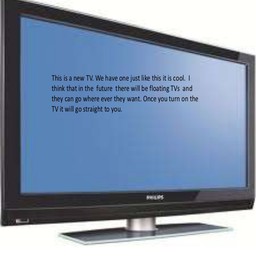 This is a new TV. We have one just like this it is cool.  I
think that in the  future  there will be floating TVs  and
they can go where ever they want. Once you turn on the
TV it will go straight to you.
PHILIPS